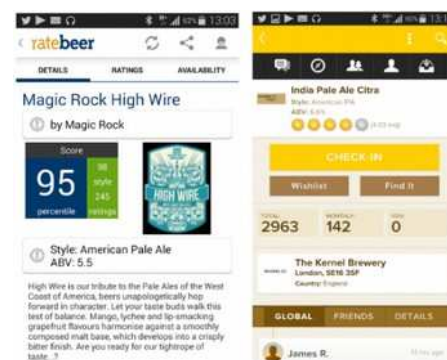 13:03
ratebeer
DETAILS RATINGS AVAILABILITY
Magic Rock High Wire
by Magic Rock
Score
95
percentile
98
style
245
ratings
HIGH WIRE
Style: American Pale Ale
ABV: 5.5
High Wire is our tribute to the Pale Ales of the West
Coast of America, beers unapologetically hop
forward in character. Let your taste buds walk this
test of balance. Mango, lychee and lip-smacking
grapefruit flavours harmonise against a smoothly
composed malt base, which develops into a crisply
bitter finish. Are you ready for our tightrope of
taste..?
India Pale Ale Citra
Style: American IPA
CHECK-IN
Wishlist Find It
TOTAL MONTHLY YOU
2963 142 0
The Kernel Brewery
London, SE16 3SF
Country: England
GLOBAL FRIENDS DETAILS
James R.